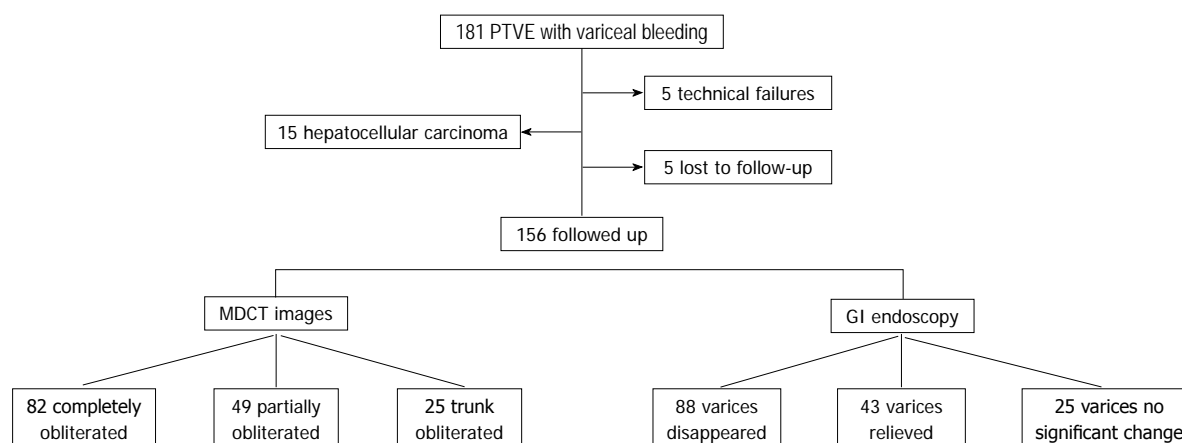 181 PTVE with variceal bleeding
5 technical failures
15 hepatocellular carcinoma
5 lost to follow-up
156 followed up
MDCT images
GI endoscopy
82 completely
obliterated
49 partially
obliterated
25 trunk
obliterated
88 varices
disappeared
43 varices
relieved
25 varices no
significant change